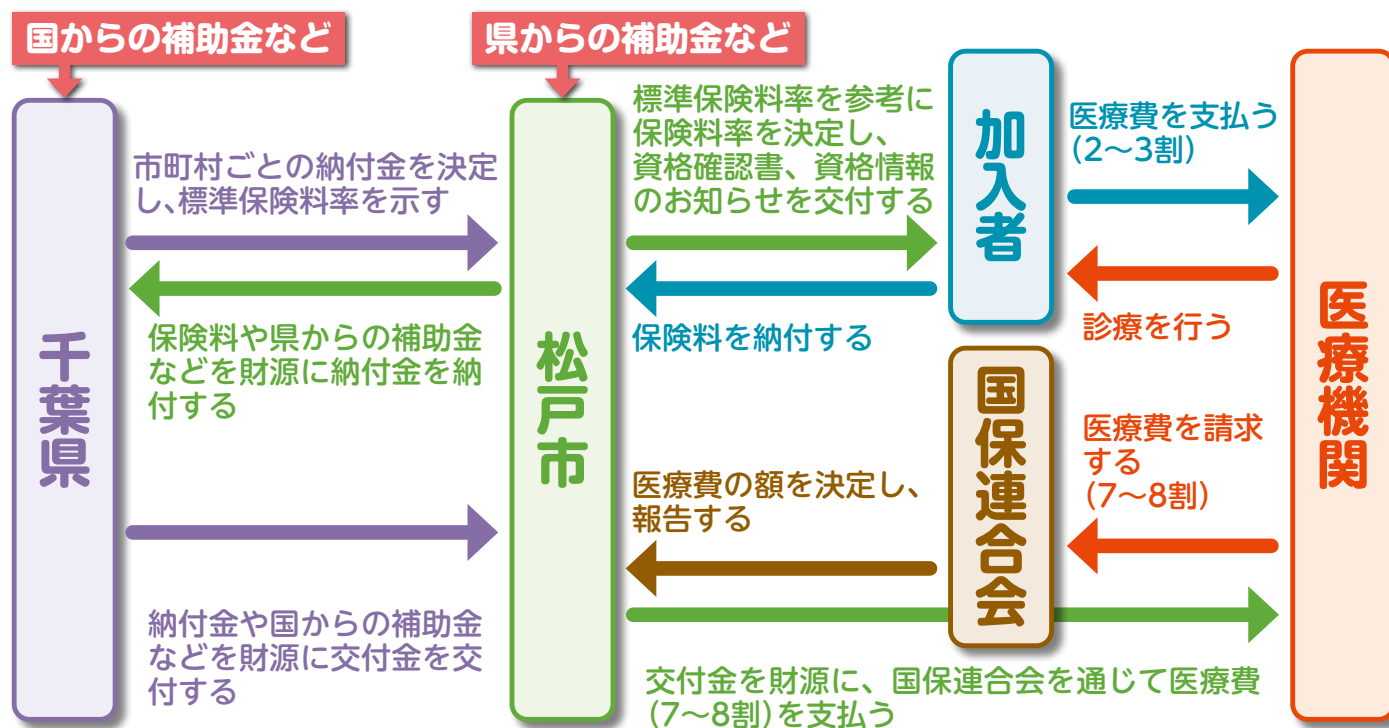 国からの補助金など
県からの補助金など
千葉県
市町村ごとの納付金を決定
し、標準保険料率を示す
保険料や県からの補助金
などを財源に納付金を納
付する
納付金や国からの補助金
などを財源に交付金を交
付する
松戸市
標準保険料率を参考に
保険料率を決定し、
資格確認書、資格情報
のお知らせを交付する
保険料を納付する
医療費の額を決定し、
報告する
交付金を財源に、国保連合会を通じて医療費
(7〜8割)を支払う
加入者
国保連合会
医療費を支払う
(2〜3割)
診療を行う
医療費を請求
する
(7〜8割)
医療機関